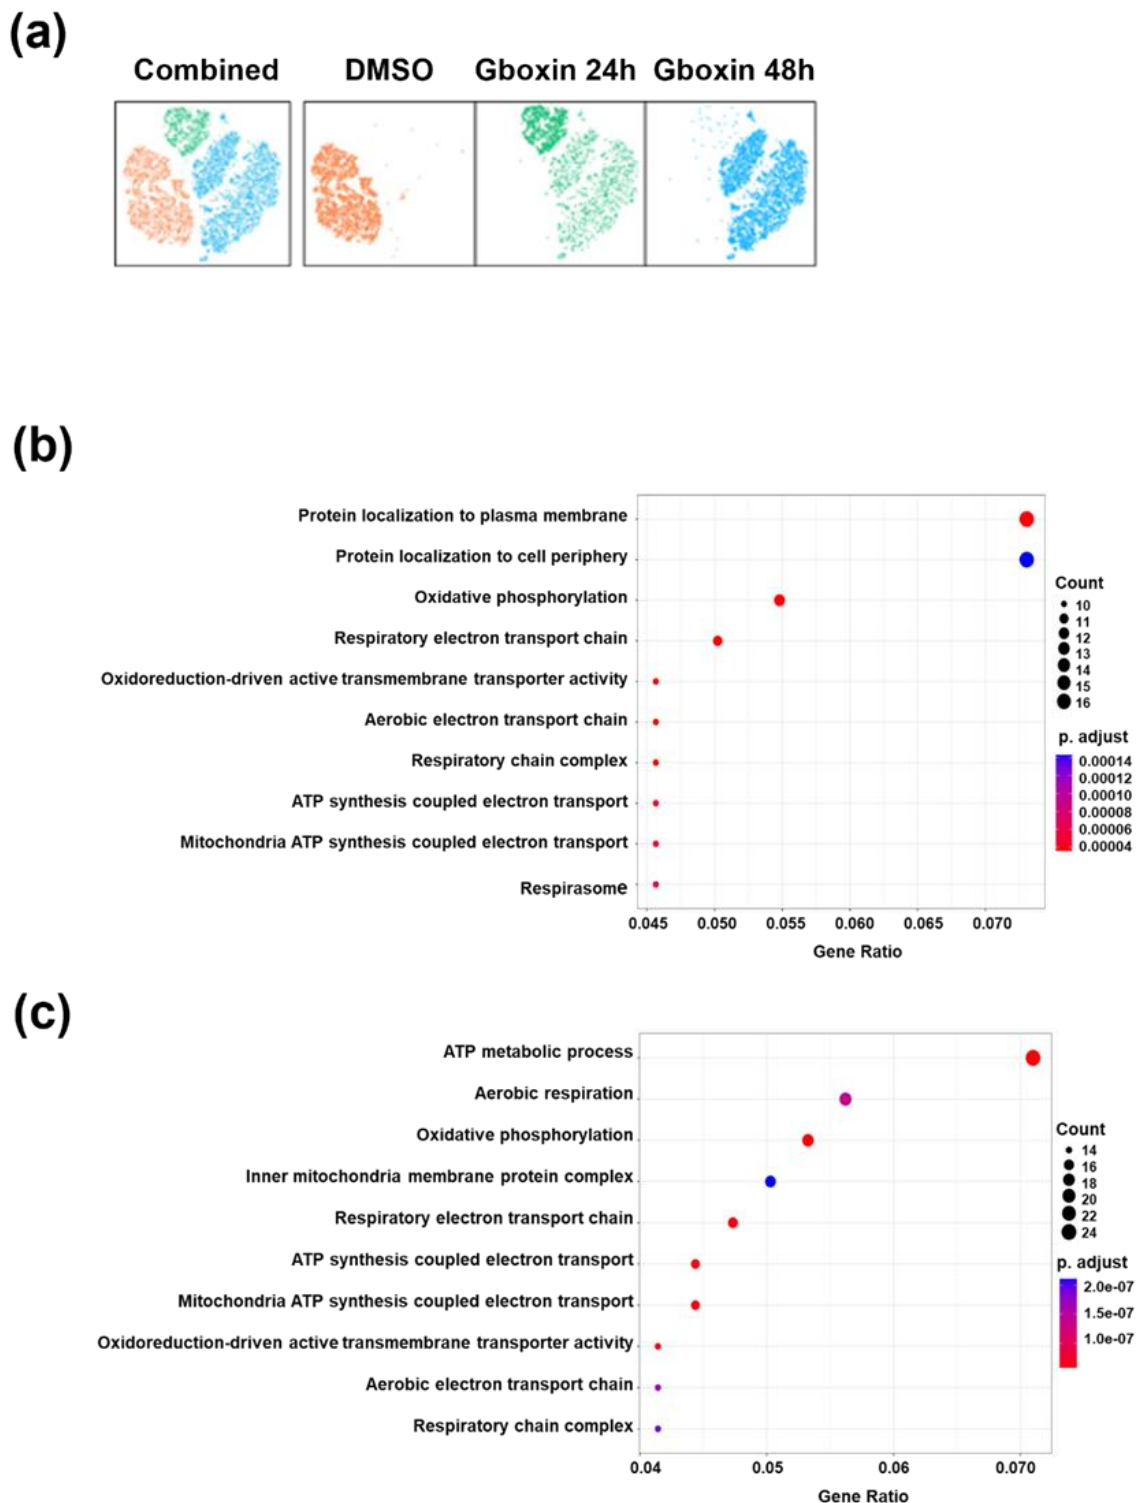 (a)
Combined DMSO Gboxin 24h Gboxin 48h
(b)
Protein localization to plasma membrane
Protein localization to cell periphery
Oxidative phosphorylation
Respiratory electron transport chain
Oxidoreduction-driven active transmembrane transporter activity
Aerobic electron transport chain
Respiratory chain complex
ATP synthesis coupled electron transport
Mitochondria ATP synthesis coupled electron transport
Respirasome
0.045 0.050 0.055 0.060 0.065 0.070
Gene Ratio
Count
10
11
12
13
14
15
16
p. adjust
0.00014
0.00012
0.00010
0.00008
0.00006
0.00004
(c)
ATP metabolic process
Aerobic respiration
Oxidative phosphorylation
Inner mitochondria membrane protein complex
Respiratory electron transport chain
ATP synthesis coupled electron transport
Mitochondria ATP synthesis coupled electron transport
Oxidoreduction-driven active transmembrane transporter activity
Aerobic electron transport chain
Respiratory chain complex
0.04 0.05 0.06 0.070
Gene Ratio
Count
14
16
18
20
22
24
p. adjust
2.0e-07
1.5e-07
1.0e-07